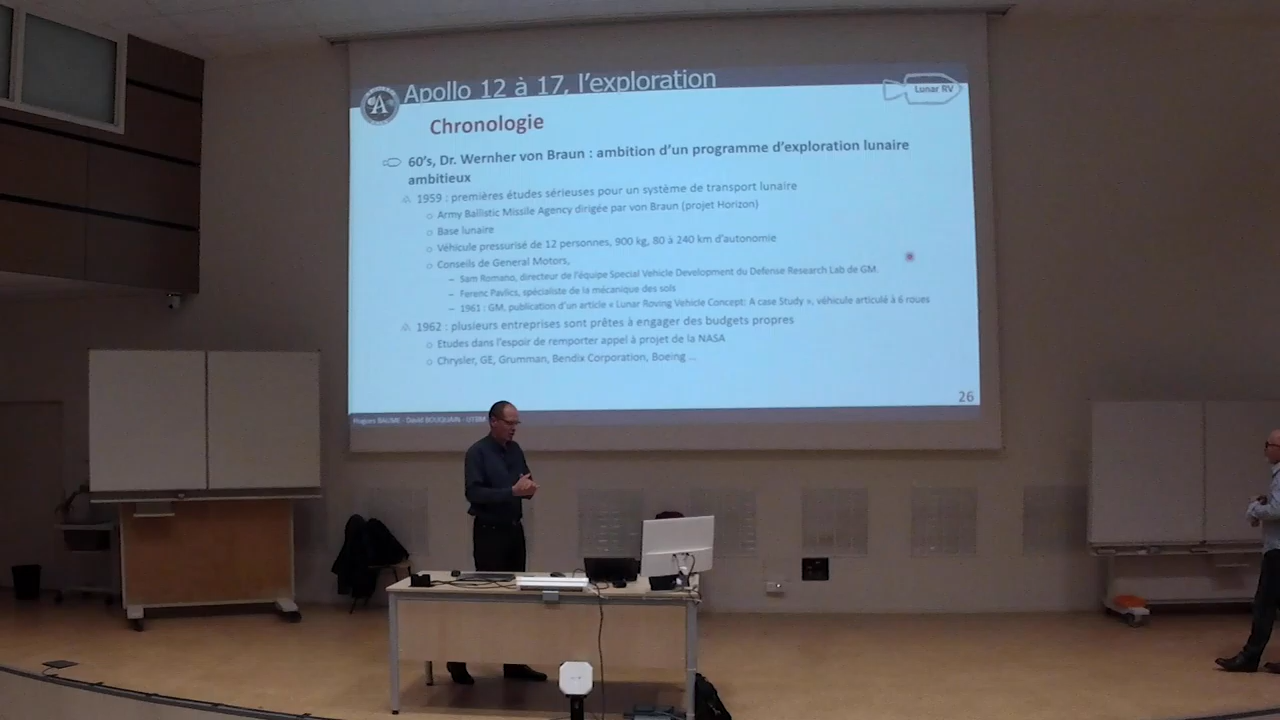 Apollo 12 à 17, l'exploration
Lunar RV
A
Chronologie
60's, Dr. Wernher von Braun : ambition d'un programme d'exploration lunaire
ambitieux
1959 : premières études sérieuses pour un système de transport lunaire
Army Ballistic Missile Agency dirigée par von Braun (projet Horizon)
Base lunaire
Véhicule pressurisé de 12 personnes, 900 kg, 80 à 240 km d'autonomie
Conseils de General Motors,
– Sam Romano, directeur de l'équipe Special Vehicle Development du Defense Research Lab de GM.
– Ferenc Pavlics, spécialiste de la mécanique des sols
– 1961 : GM, publication d'un article « Lunar Roving Vehicle Concept: A case Study », véhicule articulé à 6 roues
1962 : plusieurs entreprises sont prêtes à engager des budgets propres
Etudes dans l'espoir de remporter appel à projet de la NASA
Chrysler, GE, Grumman, Bendix Corporation, Boeing ...
26
Hugues BAUME - David BOUQUAIN - UTBM